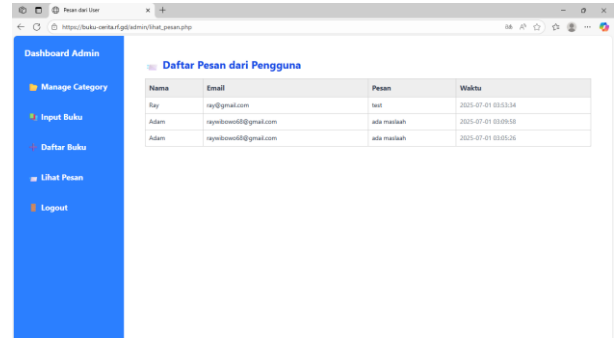 Pesan dari User
https://buku-cerita.rf.gd/admin/lihat_pesan.php
Dashboard Admin
Manage Category
Input Buku
Daftar Buku
Lihat Pesan
Logout
Daftar Pesan dari Pengguna
Nama Email Pesan Waktu
Ray ray@gmail.com test 2025-07-01 03:53:34
Adam raywibowo68@gmail.com ada maslaah 2025-07-01 03:09:58
Adam raywibowo68@gmail.com ada maslaah 2025-07-01 03:05:26